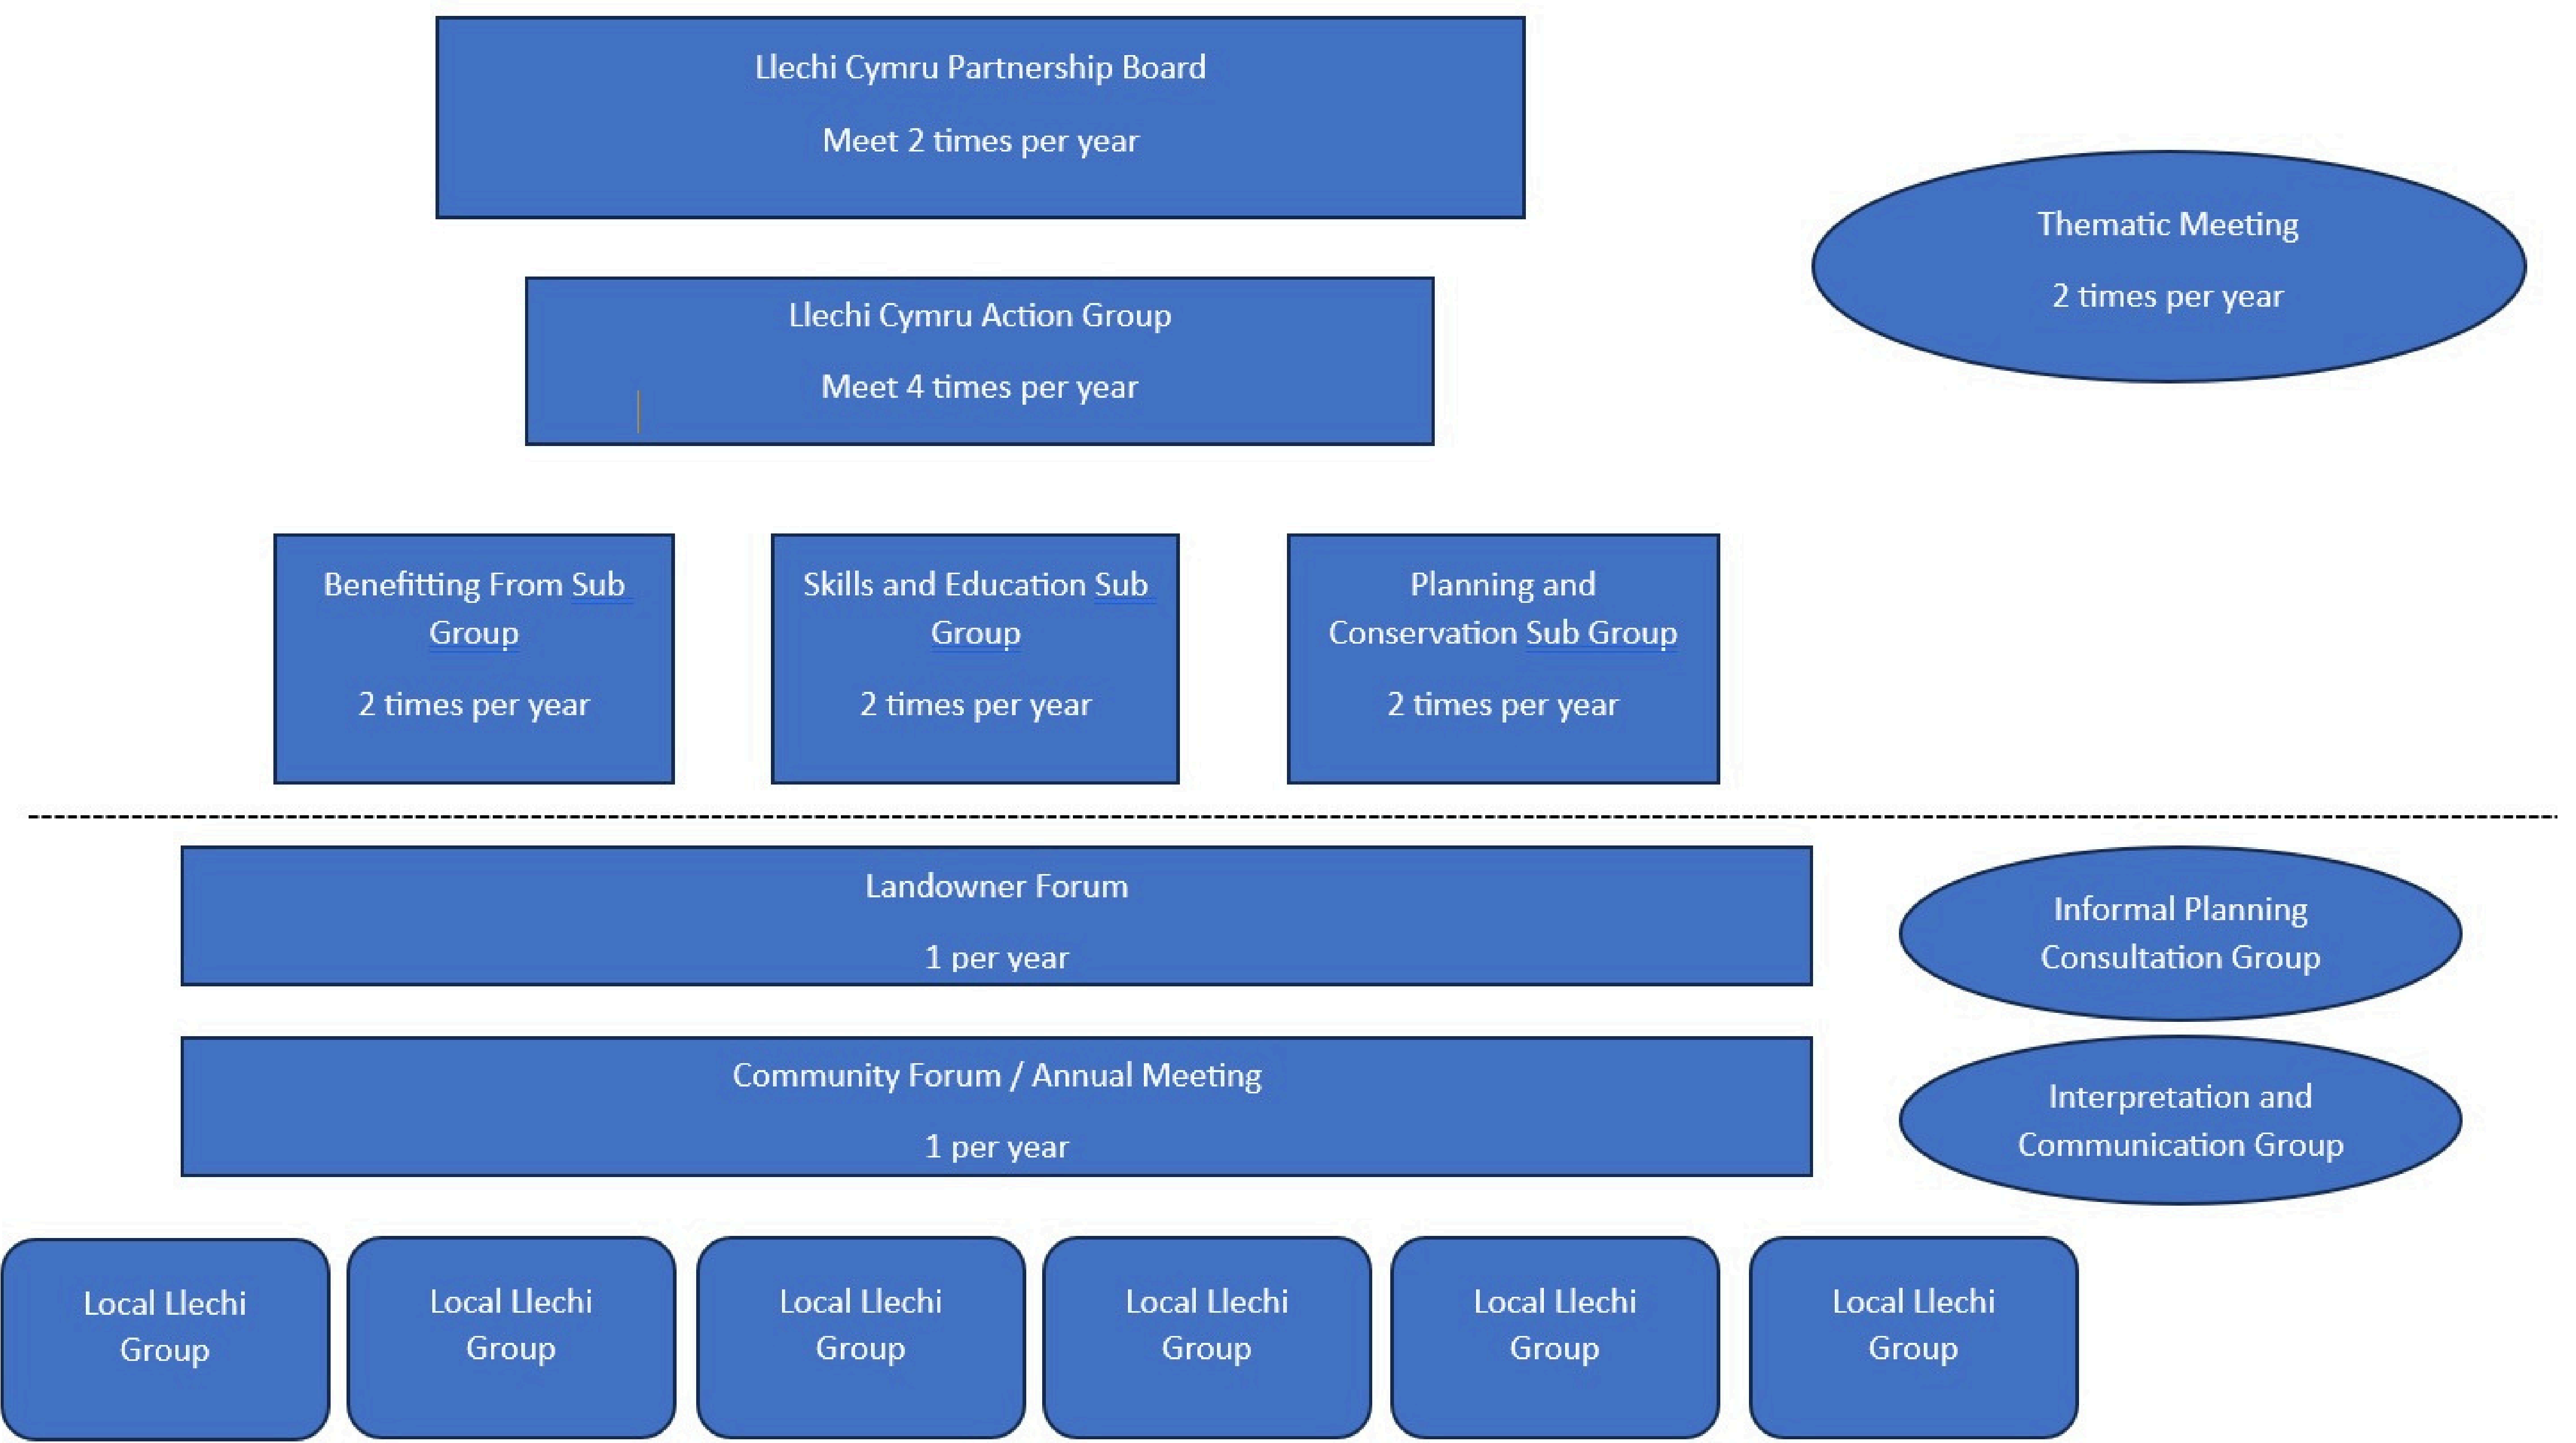 Llechi Cymru Partnership Board
Meet 2 times per year
Thematic Meeting
2 times per year
Llechi Cymru Action Group
Meet 4 times per year
Benefitting From Sub
Group
2 times per year
Skills and Education Sub
Group
2 times per year
Planning and
Conservation Sub Group
2 times per year
Landowner Forum
1 per year
Informal Planning
Consultation Group
Community Forum / Annual Meeting
1 per year
Interpretation and
Communication Group
Local Llechi
Group
Local Llechi
Group
Local Llechi
Group
Local Llechi
Group
Local Llechi
Group
Local Llechi
Group